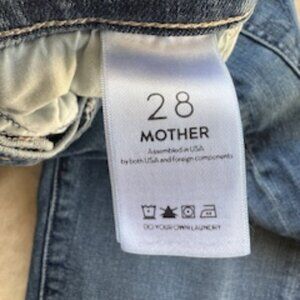 28
MOTHER
Assembled in USA
by both USA and foreign components
DO YOUR OWN LAUNDRY